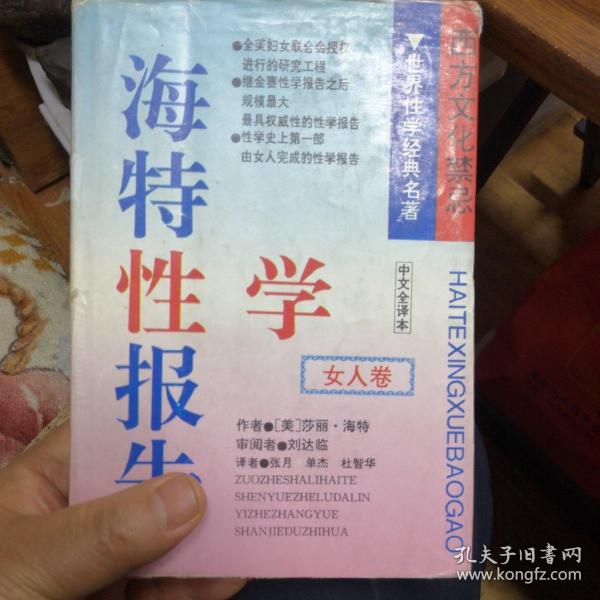 西方文化禁忌
▼世界性学经典名著
●全美妇女联合会授权
进行的研究工程
●继金赛性学报告之后
规模最大
最具权威性的性学报告
●性学史上第一部
由女人完成的性学报告
海特性学报告
中文全译本
女人卷
HAITEXINGXUEBAOGAO
作者●[美]莎丽·海特
审阅者●刘达临
译者●张月 单杰 杜智华
ZUOZHESHALIHAITE
SHENYUEZHELUDALIN
YIZHEZHANGYUE
SHANJIEDUZHIHUA
孔夫子旧书网
www.kongfz.com